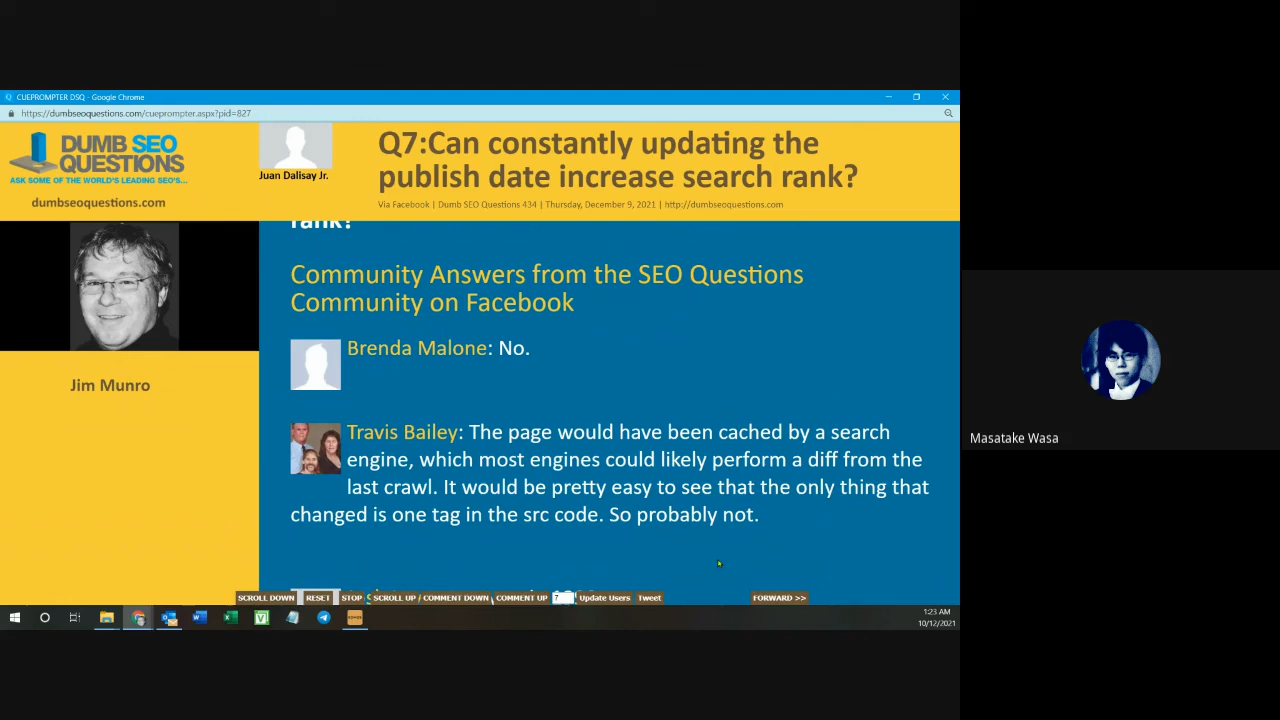 CUEPROMPTER DSQ - Google Chrome
https://dumbseoquestions.com/cueprompter.aspx?pid=827
DUMB SEO
QUESTIONS
ASK SOME OF THE WORLD'S LEADING SEO'S...
dumbseoquestions.com
Juan Dalisay Jr.
Q7:Can constantly updating the
publish date increase search rank?
Via Facebook | Dumb SEO Questions 434 | Thursday, December 9, 2021 | http://dumbseoquestions.com
rank?
Community Answers from the SEO Questions
Community on Facebook
Brenda Malone: No.
Jim Munro
Travis Bailey: The page would have been cached by a search
engine, which most engines could likely perform a diff from the
last crawl. It would be pretty easy to see that the only thing that
changed is one tag in the src code. So probably not.
Masatake Wasa
SCROLL DOWN RESET STOP SCROLL UP / COMMENT DOWN COMMENT UP 7 Update Users Tweet FORWARD >>
1:23 AM
10/12/2021